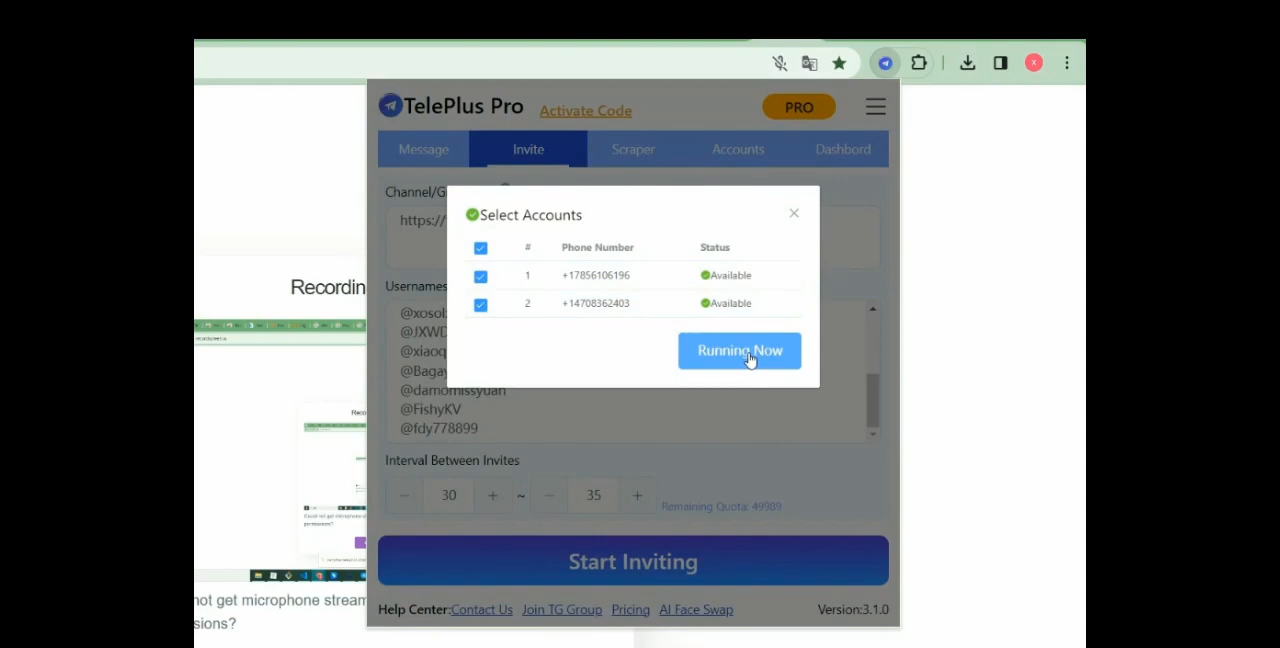 TelePlus Pro
Activate Code
PRO
Message Invite Scraper Accounts Dashbord
Channel/G
https://
Select Accounts
# Phone Number Status
1 +17856106196 Available
2 +14708362403 Available
Running Now
Recordin
Usernames
@xosol
@JXWD
@xiaoq
@Bagay
@damomissyuan
@FishyKV
@fdy778899
Interval Between Invites
30 ~ 35
Remaining Quota: 49989
Start Inviting
not get microphone stream
sions?
Help Center:Contact Us Join TG Group Pricing AI Face Swap Version:3.1.0